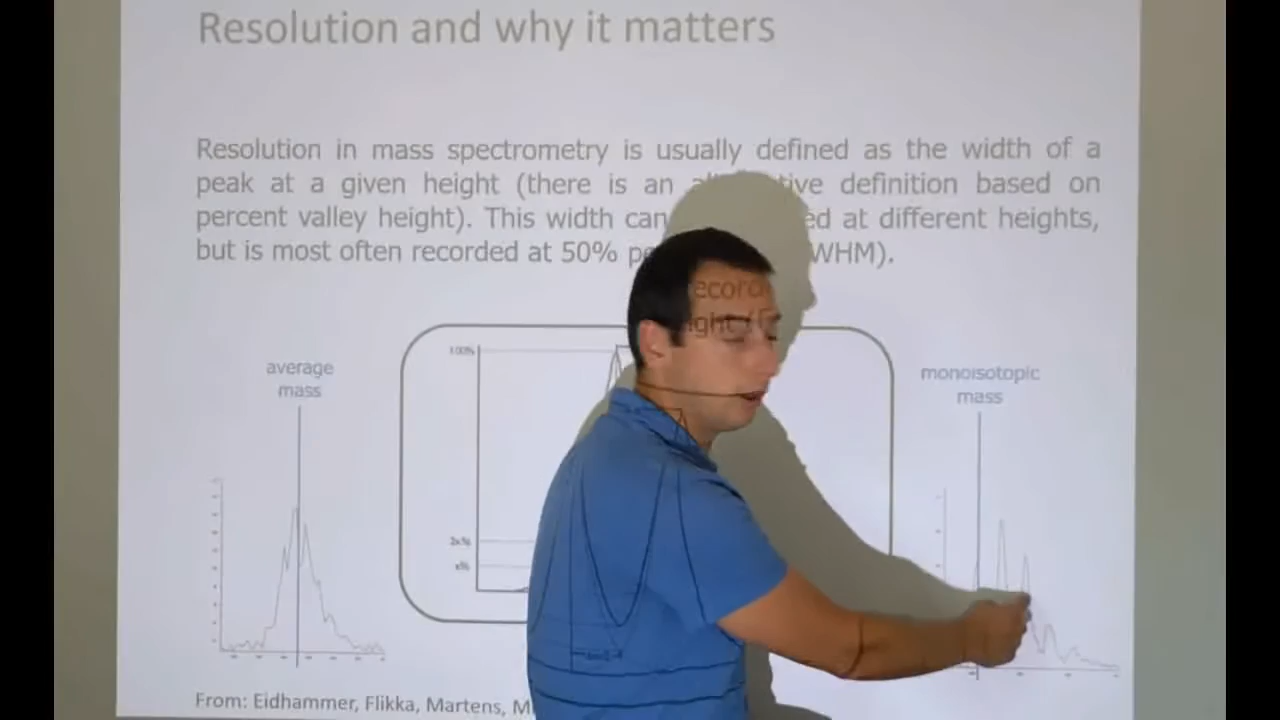 Resolution and why it matters
Resolution in mass spectrometry is usually defined as the width of a
peak at a given height (there is an definition based on
percent valley height). This width can at different heights,
but is most often recorded at 50% WHM).
average
mass
100%
2x%
x%
monoisotopic
mass
From: Eidhammer, Flikka, Martens,